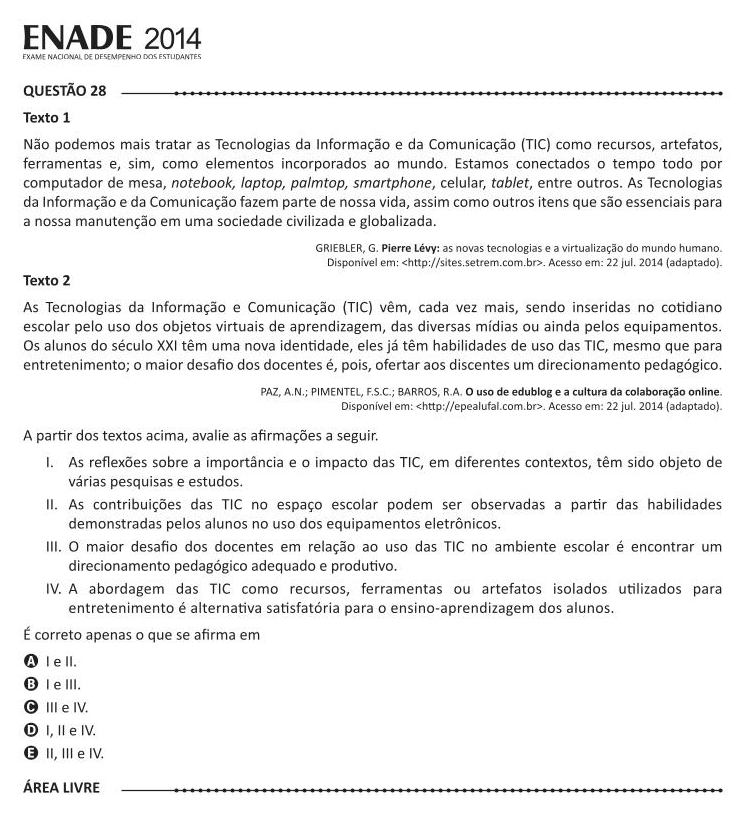 ENADE 2014
EXAME NACIONAL DE DESEMPENHO DOS ESTUDANTES
QUESTÃO 28
Texto 1
Não podemos mais tratar as Tecnologias da Informação e da Comunicação (TIC) como recursos, artefatos,
ferramentas e, sim, como elementos incorporados ao mundo. Estamos conectados o tempo todo por
computador de mesa, notebook, laptop, palmtop, smartphone, celular, tablet, entre outros. As Tecnologias
da Informação e da Comunicação fazem parte de nossa vida, assim como outros itens que são essenciais para
a nossa manutenção em uma sociedade civilizada e globalizada.
GRIEBLER, G. Pierre Lévy: as novas tecnologias e a virtualização do mundo humano.
Disponível em: <http://sites.setrem.com.br>. Acesso em: 22 jul. 2014 (adaptado).
Texto 2
As Tecnologias da Informação e Comunicação (TIC) vêm, cada vez mais, sendo inseridas no cotidiano
escolar pelo uso dos objetos virtuais de aprendizagem, das diversas mídias ou ainda pelos equipamentos.
Os alunos do século XXI têm uma nova identidade, eles já têm habilidades de uso das TIC, mesmo que para
entretenimento; o maior desafio dos docentes é, pois, ofertar aos discentes um direcionamento pedagógico.
PAZ, A.N.; PIMENTEL, F.S.C.; BARROS, R.A. O uso de edublog e a cultura da colaboração online.
Disponível em: <http://epealufal.com.br>. Acesso em: 22 jul. 2014 (adaptado).
A partir dos textos acima, avalie as afirmações a seguir.
I. As reflexões sobre a importância e o impacto das TIC, em diferentes contextos, têm sido objeto de
várias pesquisas e estudos.
II. As contribuições das TIC no espaço escolar podem ser observadas a partir das habilidades
demonstradas pelos alunos no uso dos equipamentos eletrônicos.
III. O maior desafio dos docentes em relação ao uso das TIC no ambiente escolar é encontrar um
direcionamento pedagógico adequado e produtivo.
IV. A abordagem das TIC como recursos, ferramentas ou artefatos isolados utilizados para
entretenimento é alternativa satisfatória para o ensino-aprendizagem dos alunos.
É correto apenas o que se afirma em
A I e II.
B I e III.
C III e IV.
D I, II e IV.
E II, III e IV.
ÁREA LIVRE